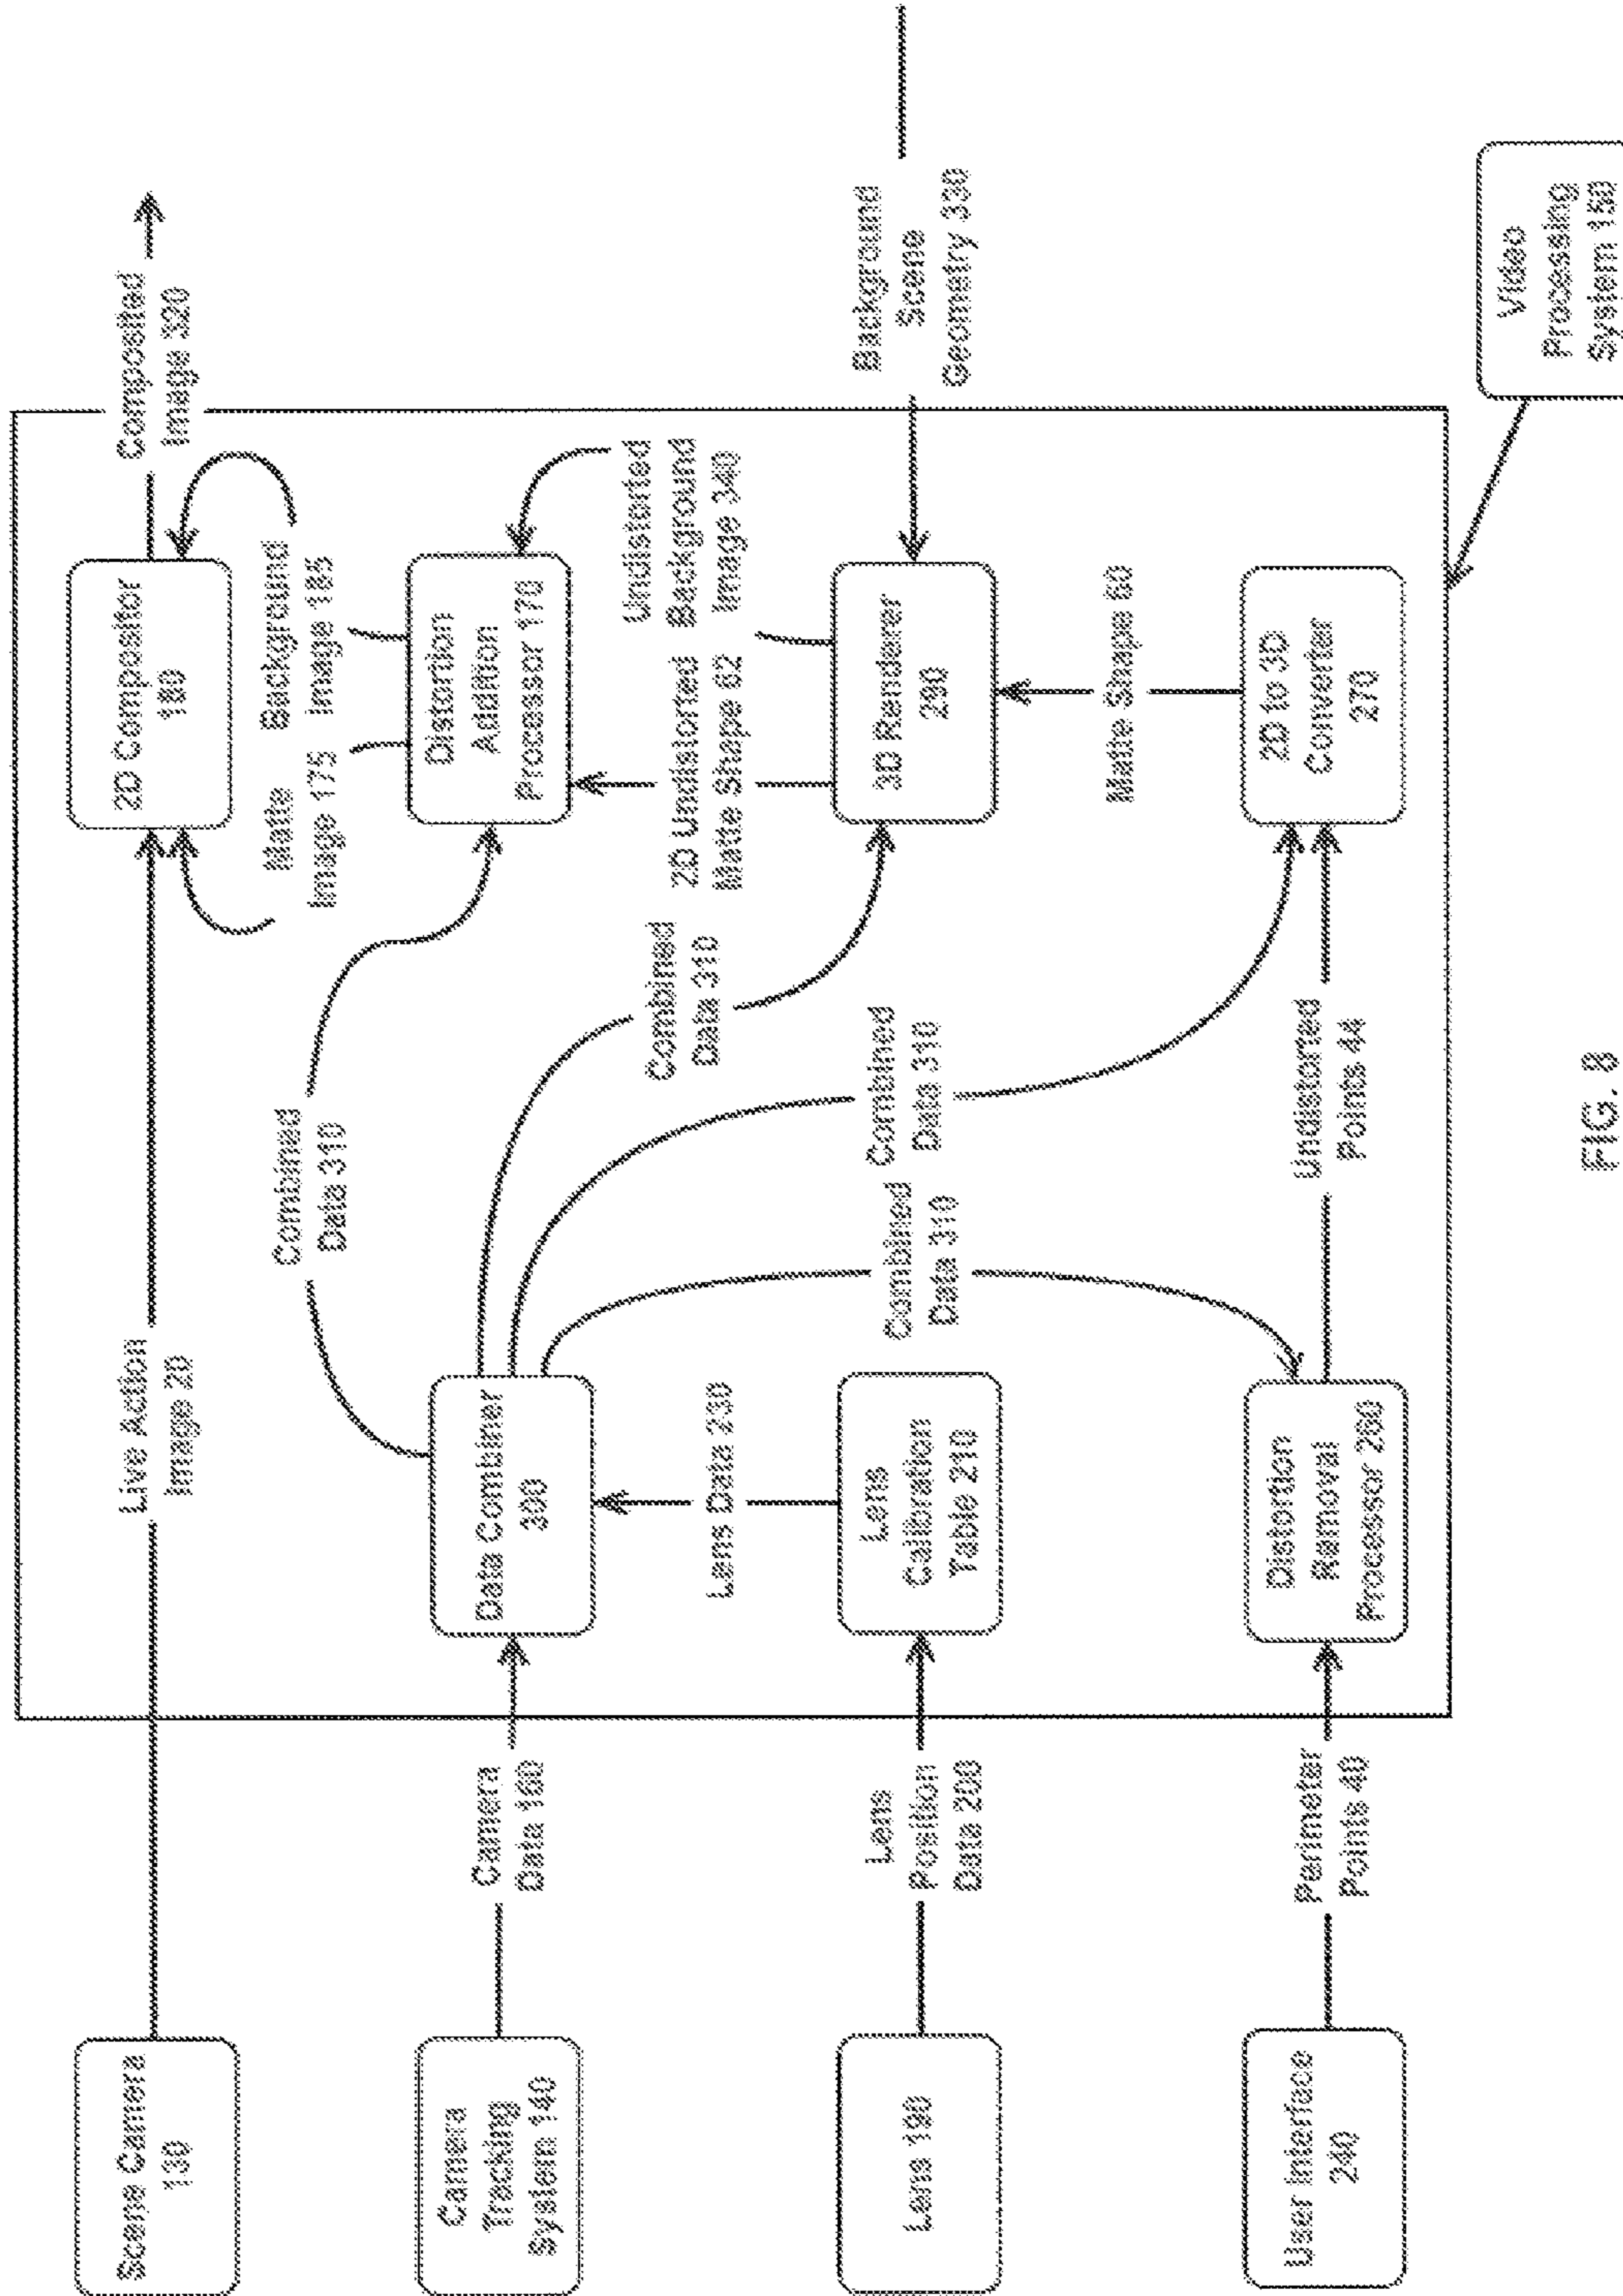 Scene Camera
130
Live Action
Image 20
2D Compositor
180
Composited
Image 320
Matte
Image 175
Background
Image 185
Camera
Tracking
System 140
Camera
Data 160
Data Combiner
300
Combined
Data 310
Distortion
Addition
Processor 170
Lens Data 230
Combined
Data 310
2D Undistorted
Matte Shape 62
Undistorted
Background
Image 340
Lens 190
Lens
Position
Data 200
Lens
Calibration
Table 210
Combined
Data 310
Combined
Data 310
3D Renderer
290
Background
Scene
Geometry 330
Matte Shape 60
User Interface
240
Perimeter
Points 40
Distortion
Removal
Processor 260
Undistorted
Points 44
2D to 3D
Converter
270
Video
Processing
System 150
FIG. 8